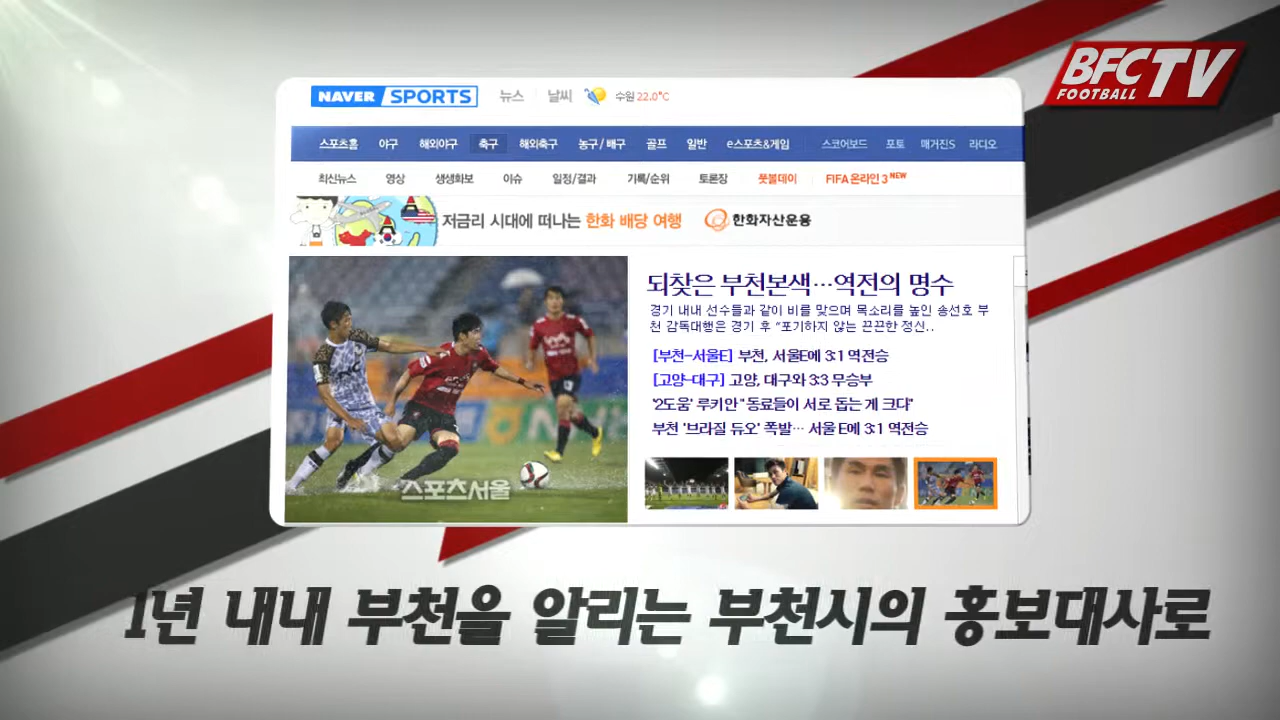 BFC TV
FOOTBALL
NAVER SPORTS 뉴스 날씨 수원 22.0°C
스포츠홈 야구 해외야구 축구 해외축구 농구/배구 골프 일반 e스포츠&게임 스코어보드 포토 매거진S 라디오
최신뉴스 영상 생생화보 이슈 일정/결과 기록/순위 토론장 풋볼데이 FIFA 온라인 3 NEW
저금리 시대에 떠나는 한화 배당 여행 한화자산운용
되찾은 부천본색…역전의 명수
경기 내내 선수들과 같이 비를 맞으며 목소리를 높인 송선호 부
천 감독대행은 경기 후 "포기하지 않는 끈끈한 정신..
[부천-서울E] 부천, 서울E에 3:1 역전승
[고양-대구] 고양, 대구와 3:3 무승부
'2도움' 루키안 "동료들이 서로 돕는 게 크다"
부천 '브라질 듀오' 폭발… 서울E에 3:1 역전승
스포츠서울
1년 내내 부천을 알리는 부천시의 홍보대사로